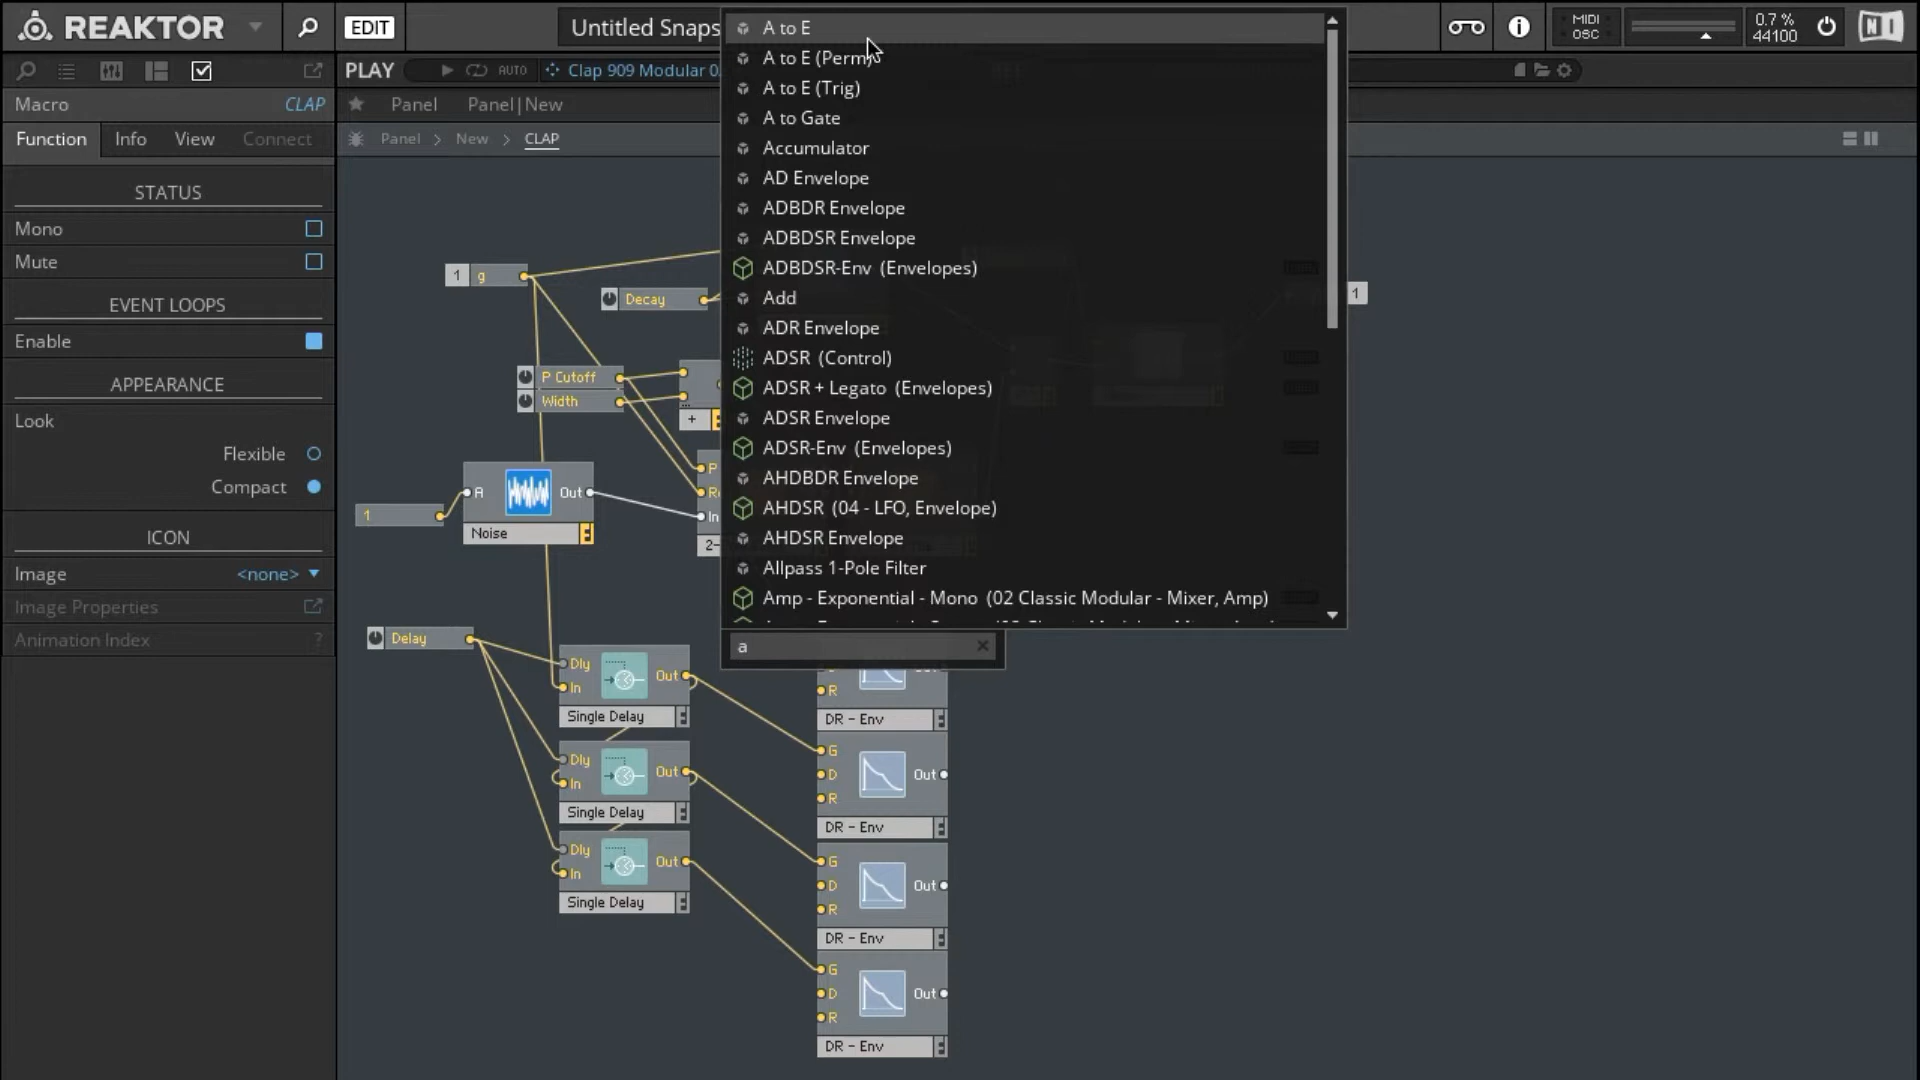 REAKTOR
EDIT
Untitled Snaps
MIDI
OSC
0.7 %
44100
NI
PLAY
AUTO
Clap 909 Modular 0.
Macro
CLAP
Panel
Panel|New
Function
Info
View
Connect
Panel > New > CLAP
STATUS
Mono
Mute
EVENT LOOPS
Enable
APPEARANCE
Look
Flexible
Compact
ICON
Image
<none>
Image Properties
Animation Index
?
A to E
A to E (Perm)
A to E (Trig)
A to Gate
Accumulator
AD Envelope
ADBDR Envelope
ADBDSR Envelope
ADBDSR-Env (Envelopes)
Add
ADR Envelope
ADSR (Control)
ADSR + Legato (Envelopes)
ADSR Envelope
ADSR-Env (Envelopes)
AHDBDR Envelope
AHDSR (04 - LFO, Envelope)
AHDSR Envelope
Allpass 1-Pole Filter
Amp - Exponential - Mono (02 Classic Modular - Mixer, Amp)
a
1 g
Decay
1
P Cutoff
Width
+
P
Re
In
2-
1
A
Out
Noise
Delay
Dly
In
Out
Single Delay
Dly
In
Out
Single Delay
Dly
In
Out
Single Delay
R
DR - Env
G
D
R
Out
DR - Env
G
D
R
Out
DR - Env
G
D
R
Out
DR - Env